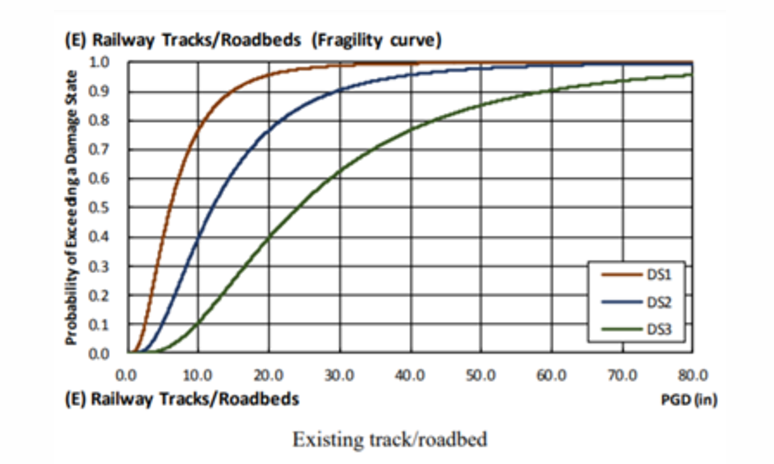 (E) Railway Tracks/Roadbeds (Fragility curve)
Probability of Exceeding a Damage State
1.0
0.9
0.8
0.7
0.6
0.5
0.4
0.3
0.2
0.1
0.0
DS1
DS2
DS3
0.0 10.0 20.0 30.0 40.0 50.0 60.0 70.0 80.0
(E) Railway Tracks/Roadbeds PGD (in)
Existing track/roadbed